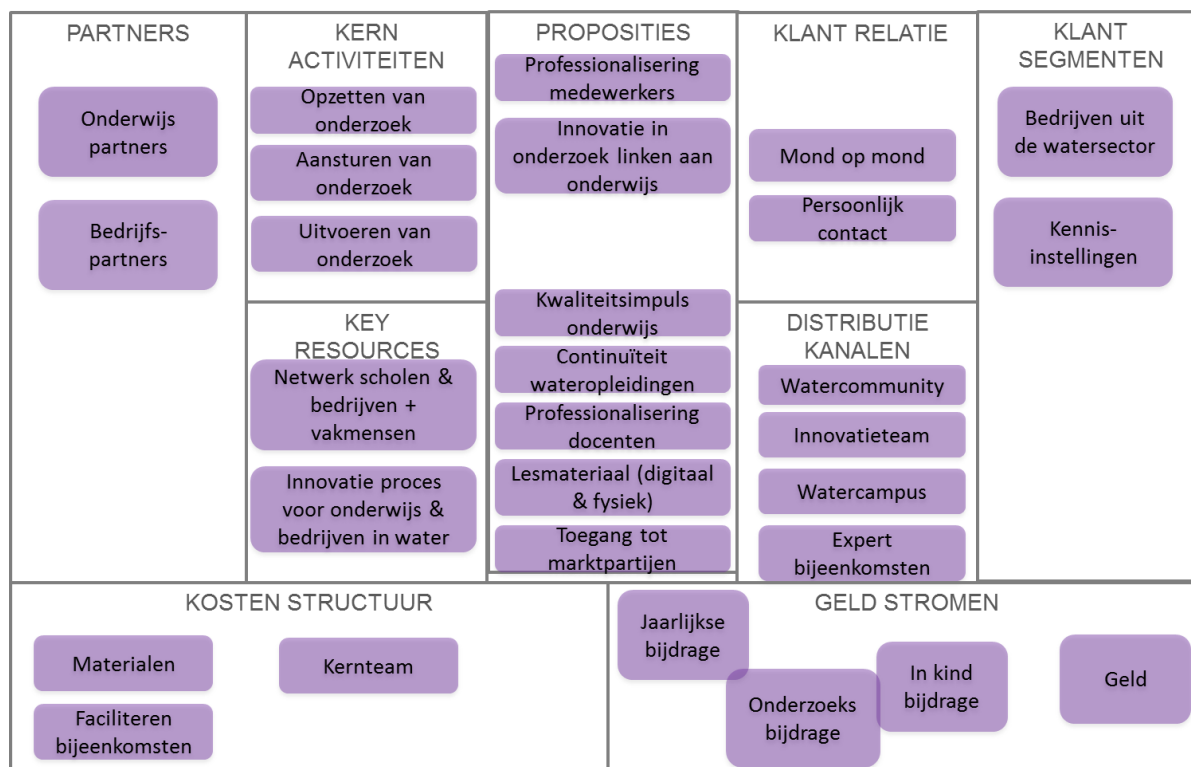 PARTNERS
Onderwijs
partners
Bedrijfs-
partners
KERN
ACTIVITEITEN
Opzetten van
onderzoek
Aansturen van
onderzoek
Uitvoeren van
onderzoek
KEY
RESOURCES
Netwerk scholen &
bedrijven +
vakmensen
Innovatie proces
voor onderwijs &
bedrijven in water
PROPOSITIES
Professionalisering
medewerkers
Innovatie in
onderzoek linken aan
onderwijs
Kwaliteitsimpuls
onderwijs
Continuïteit
wateropleidingen
Professionalisering
docenten
Lesmateriaal (digitaal
& fysiek)
Toegang tot
marktpartijen
KLANT RELATIE
Mond op mond
Persoonlijk
contact
DISTRIBUTIE
KANALEN
Watercommunity
Innovatieteam
Watercampus
Expert
bijeenkomsten
KLANT
SEGMENTEN
Bedrijven uit
de watersector
Kennis-
instellingen
KOSTEN STRUCTUUR
Materialen
Kernteam
Faciliteren
bijeenkomsten
GELD STROMEN
Jaarlijkse
bijdrage
Onderzoeks
bijdrage
In kind
bijdrage
Geld